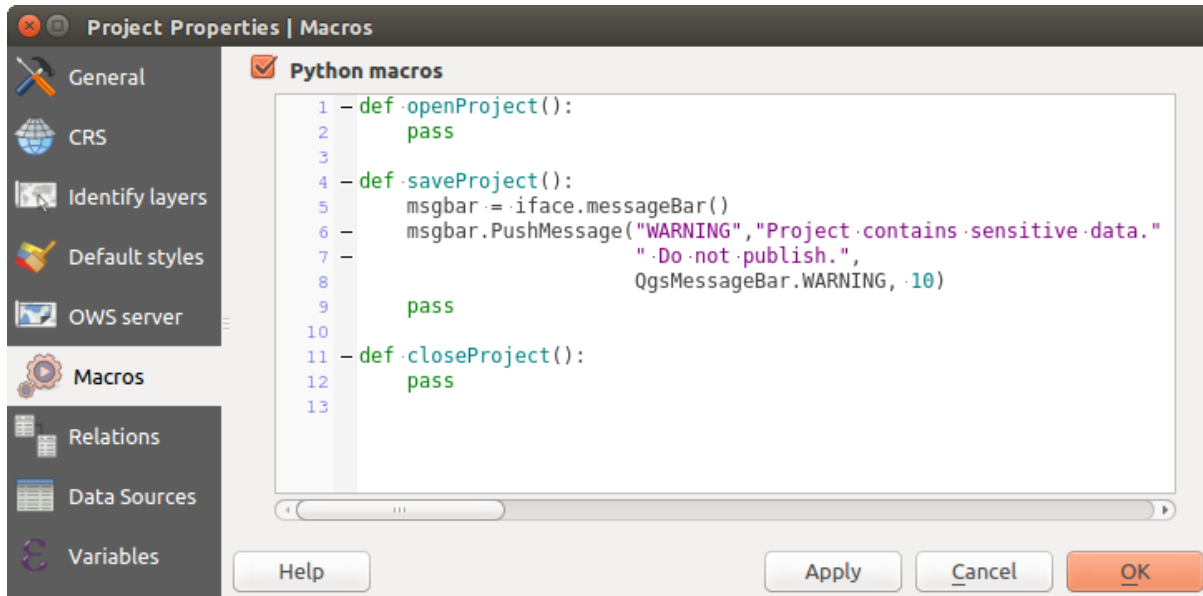 Project Properties | Macros
General
CRS
Identify layers
Default styles
OWS server
Macros
Relations
Data Sources
Variables
Python macros
1 def openProject():
2     pass
3
4 def saveProject():
5     msgbar = iface.messageBar()
6     msgbar.PushMessage("WARNING","Project contains sensitive data."
7                        " Do not publish.",
8                        QgsMessageBar.WARNING, 10)
9     pass
10
11 def closeProject():
12     pass
13
Help
Apply
Cancel
OK